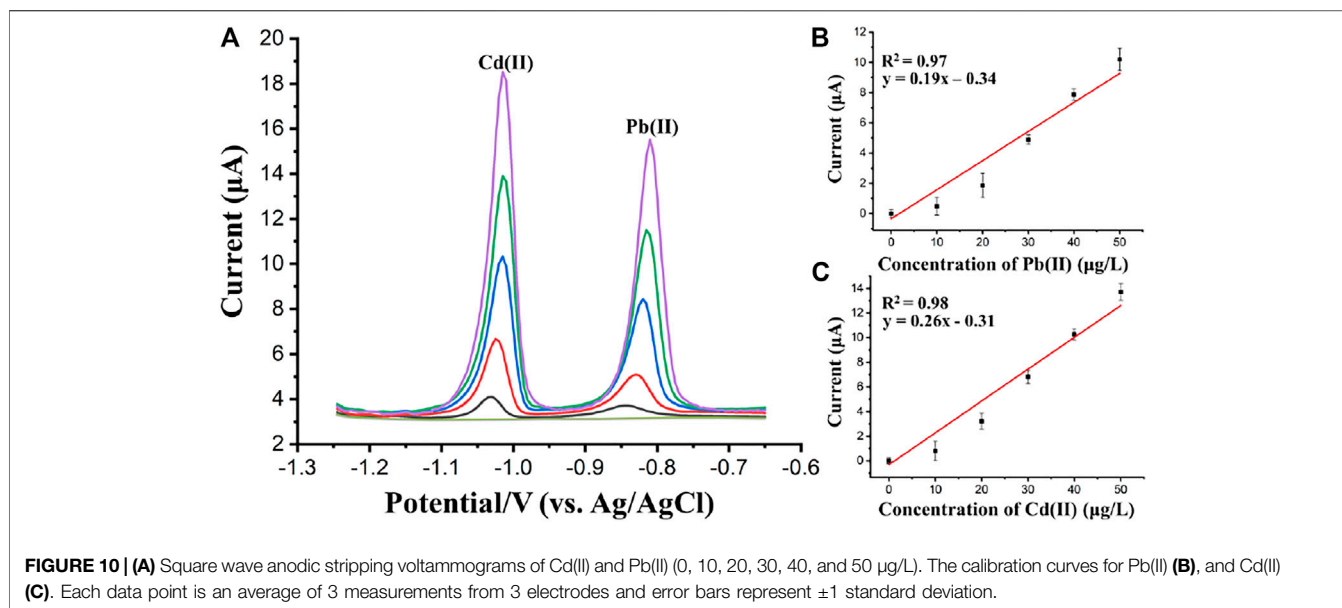 A
20
18
16
14
12
10
8
6
4
2
Current (µA)
Cd(II)
Pb(II)
-1.3 -1.2 -1.1 -1.0 -0.9 -0.8 -0.7 -0.6
Potential/V (vs. Ag/AgCl)
B
12
10
8
6
4
2
0
Current (µA)
R² = 0.97
y = 0.19x – 0.34
0 10 20 30 40 50
Concentration of Pb(II) (µg/L)
C
14
12
10
8
6
4
2
0
Current (µA)
R² = 0.98
y = 0.26x - 0.31
0 10 20 30 40 50
Concentration of Cd(II) (µg/L)
FIGURE 10 | (A) Square wave anodic stripping voltammograms of Cd(II) and Pb(II) (0, 10, 20, 30, 40, and 50 µg/L). The calibration curves for Pb(II) (B), and Cd(II)
(C). Each data point is an average of 3 measurements from 3 electrodes and error bars represent ±1 standard deviation.